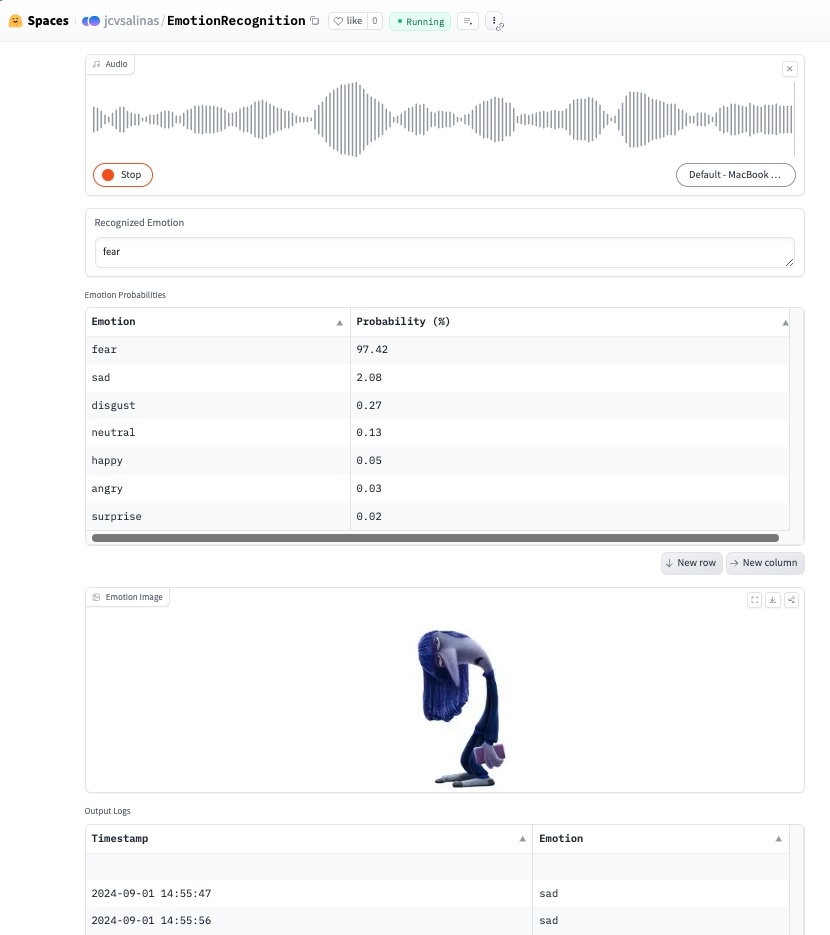 Spaces jcvsalinas/EmotionRecognition like 0 Running
Audio
Stop Default - MacBook ...
Recognized Emotion
fear
Emotion Probabilities
Emotion Probability (%)
fear 97.42
sad 2.08
disgust 0.27
neutral 0.13
happy 0.05
angry 0.03
surprise 0.02
New row New column
Emotion Image
Output Logs
Timestamp Emotion
2024-09-01 14:55:47 sad
2024-09-01 14:55:56 sad